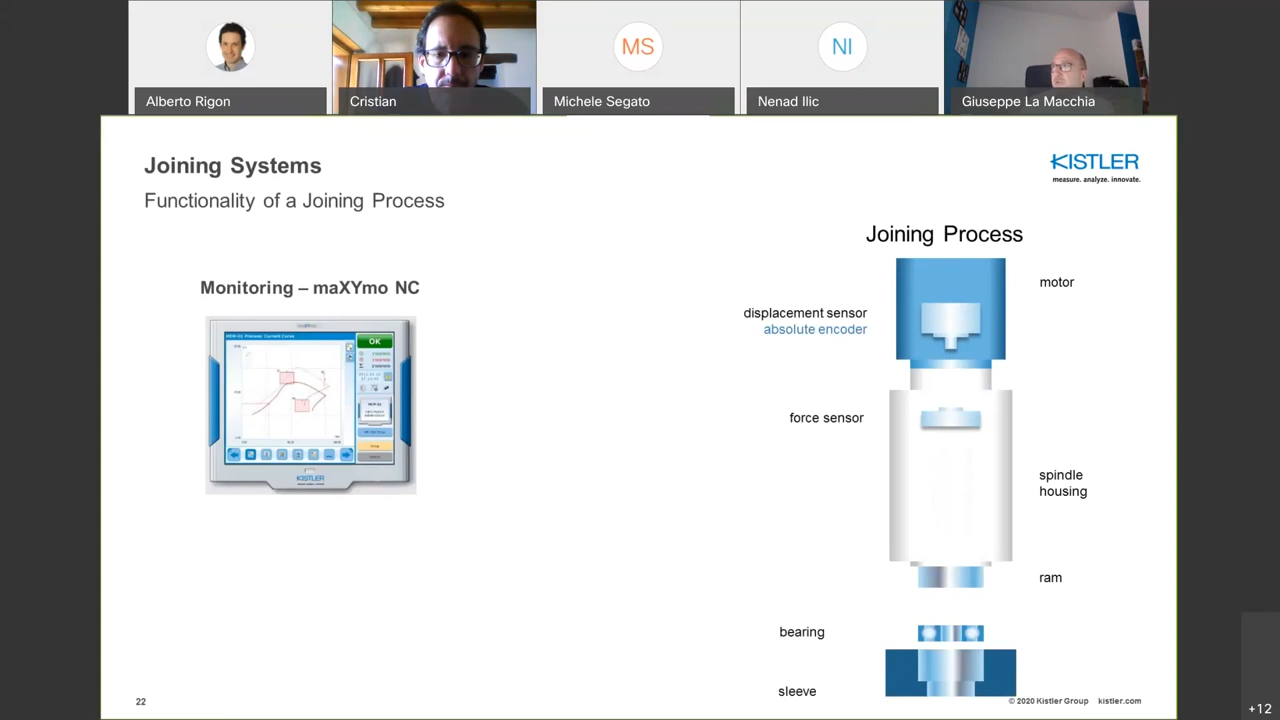 Alberto Rigon
Cristian
MS
Michele Segato
NI
Nenad Ilic
Giuseppe La Macchia
Joining Systems
Functionality of a Joining Process
KISTLER
measure. analyze. innovate.
Joining Process
Monitoring – maXYmo NC
OK
KISTLER
motor
displacement sensor
absolute encoder
force sensor
spindle
housing
ram
bearing
sleeve
22
© 2020 Kistler Group kistler.com
+12